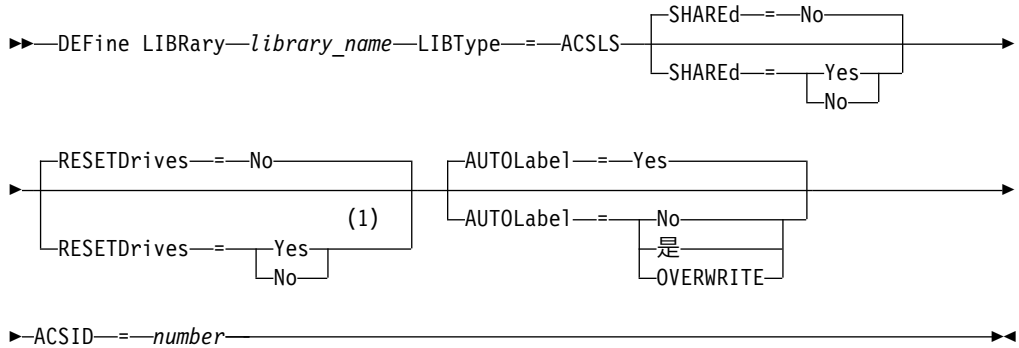 SHAREd = No
DEFine LIBRary library_name LIBType = ACSLS
SHAREd = Yes
No
RESETDrives = No
AUTOLabel = Yes
(1)
RESETDrives = Yes
No
AUTOLabel = No
是
OVERWRITE
ACSID = number